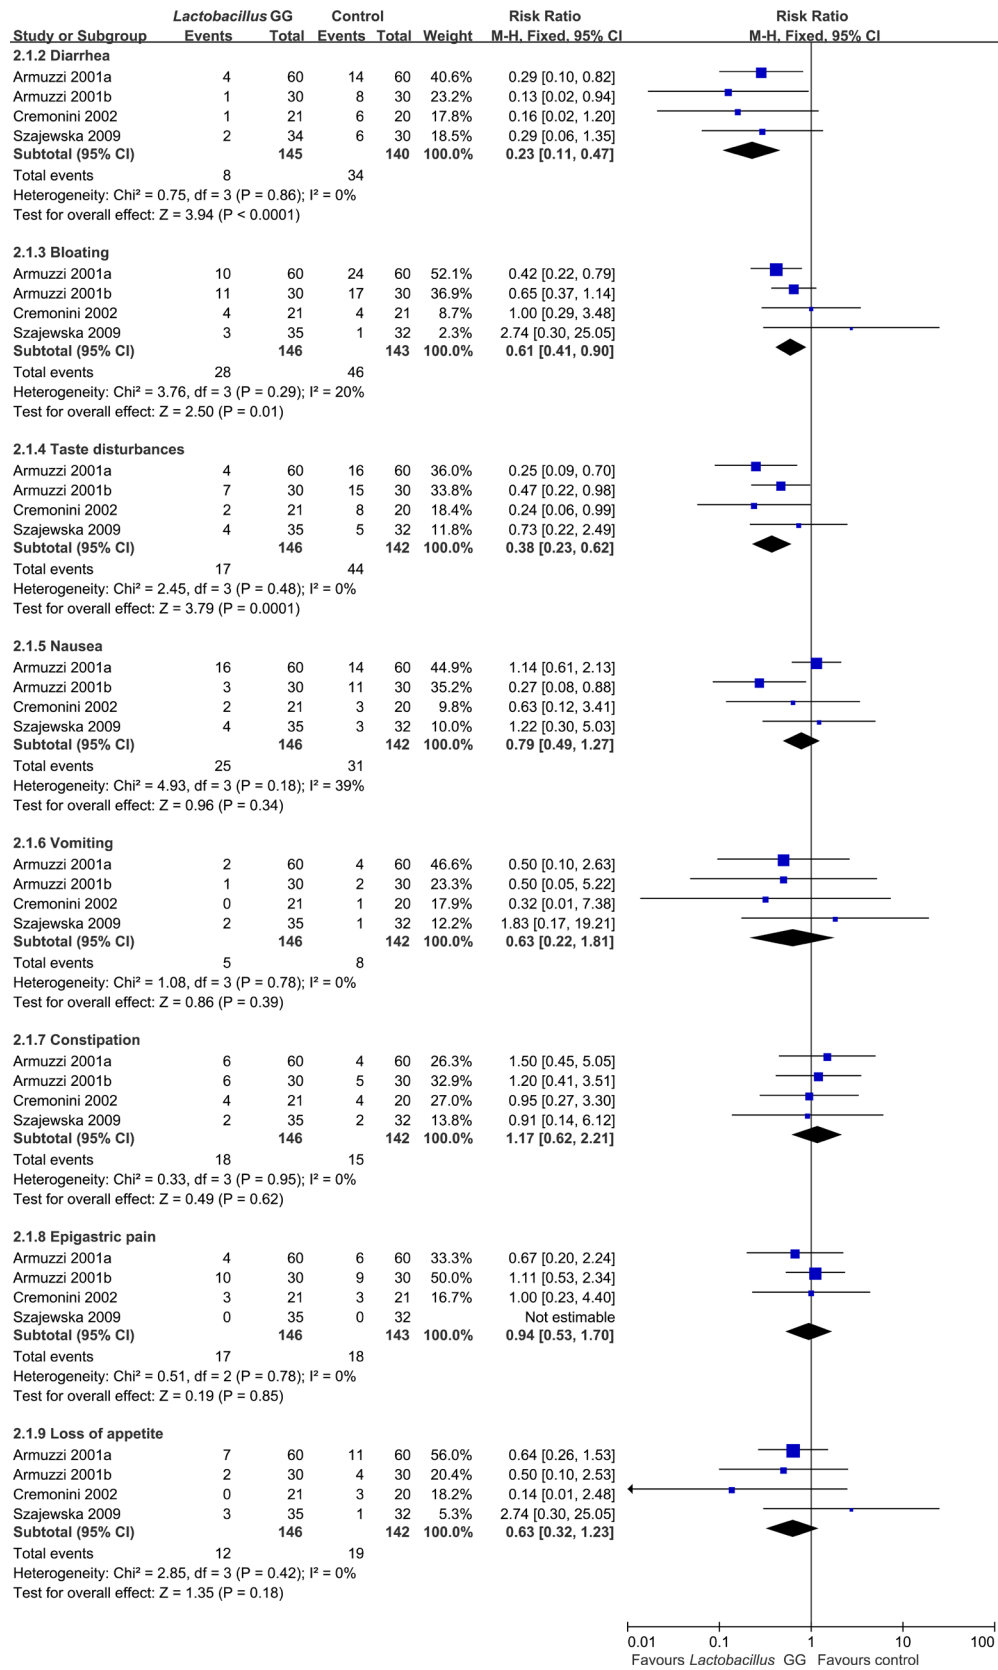 Lactobacillus GG Control Risk Ratio Risk Ratio
Study or Subgroup Events Total Events Total Weight M-H, Fixed, 95% CI M-H, Fixed, 95% CI
2.1.2 Diarrhea
Armuzzi 2001a 4 60 14 60 40.6% 0.29 [0.10, 0.82]
Armuzzi 2001b 1 30 8 30 23.2% 0.13 [0.02, 0.94]
Cremonini 2002 1 21 6 20 17.8% 0.16 [0.02, 1.20]
Szajewska 2009 2 34 6 30 18.5% 0.29 [0.06, 1.35]
Subtotal (95% CI) 145 140 100.0% 0.23 [0.11, 0.47]
Total events 8 34
Heterogeneity: Chi² = 0.75, df = 3 (P = 0.86); I² = 0%
Test for overall effect: Z = 3.94 (P < 0.0001)
2.1.3 Bloating
Armuzzi 2001a 10 60 24 60 52.1% 0.42 [0.22, 0.79]
Armuzzi 2001b 11 30 17 30 36.9% 0.65 [0.37, 1.14]
Cremonini 2002 4 21 4 21 8.7% 1.00 [0.29, 3.48]
Szajewska 2009 3 35 1 32 2.3% 2.74 [0.30, 25.05]
Subtotal (95% CI) 146 143 100.0% 0.61 [0.41, 0.90]
Total events 28 46
Heterogeneity: Chi² = 3.76, df = 3 (P = 0.29); I² = 20%
Test for overall effect: Z = 2.50 (P = 0.01)
2.1.4 Taste disturbances
Armuzzi 2001a 4 60 16 60 36.0% 0.25 [0.09, 0.70]
Armuzzi 2001b 7 30 15 30 33.8% 0.47 [0.22, 0.98]
Cremonini 2002 2 21 8 20 18.4% 0.24 [0.06, 0.99]
Szajewska 2009 4 35 5 32 11.8% 0.73 [0.22, 2.49]
Subtotal (95% CI) 146 142 100.0% 0.38 [0.23, 0.62]
Total events 17 44
Heterogeneity: Chi² = 2.45, df = 3 (P = 0.48); I² = 0%
Test for overall effect: Z = 3.79 (P = 0.0001)
2.1.5 Nausea
Armuzzi 2001a 16 60 14 60 44.9% 1.14 [0.61, 2.13]
Armuzzi 2001b 3 30 11 30 35.2% 0.27 [0.08, 0.88]
Cremonini 2002 2 21 3 20 9.8% 0.63 [0.12, 3.41]
Szajewska 2009 4 35 3 32 10.0% 1.22 [0.30, 5.03]
Subtotal (95% CI) 146 142 100.0% 0.79 [0.49, 1.27]
Total events 25 31
Heterogeneity: Chi² = 4.93, df = 3 (P = 0.18); I² = 39%
Test for overall effect: Z = 0.96 (P = 0.34)
2.1.6 Vomiting
Armuzzi 2001a 2 60 4 60 46.6% 0.50 [0.10, 2.63]
Armuzzi 2001b 1 30 2 30 23.3% 0.50 [0.05, 5.22]
Cremonini 2002 0 21 1 20 17.9% 0.32 [0.01, 7.38]
Szajewska 2009 2 35 1 32 12.2% 1.83 [0.17, 19.21]
Subtotal (95% CI) 146 142 100.0% 0.63 [0.22, 1.81]
Total events 5 8
Heterogeneity: Chi² = 1.08, df = 3 (P = 0.78); I² = 0%
Test for overall effect: Z = 0.86 (P = 0.39)
2.1.7 Constipation
Armuzzi 2001a 6 60 4 60 26.3% 1.50 [0.45, 5.05]
Armuzzi 2001b 6 30 5 30 32.9% 1.20 [0.41, 3.51]
Cremonini 2002 4 21 4 20 27.0% 0.95 [0.27, 3.30]
Szajewska 2009 2 35 2 32 13.8% 0.91 [0.14, 6.12]
Subtotal (95% CI) 146 142 100.0% 1.17 [0.62, 2.21]
Total events 18 15
Heterogeneity: Chi² = 0.33, df = 3 (P = 0.95); I² = 0%
Test for overall effect: Z = 0.49 (P = 0.62)
2.1.8 Epigastric pain
Armuzzi 2001a 4 60 6 60 33.3% 0.67 [0.20, 2.24]
Armuzzi 2001b 10 30 9 30 50.0% 1.11 [0.53, 2.34]
Cremonini 2002 3 21 3 21 16.7% 1.00 [0.23, 4.40]
Szajewska 2009 0 35 0 32 Not estimable
Subtotal (95% CI) 146 143 100.0% 0.94 [0.53, 1.70]
Total events 17 18
Heterogeneity: Chi² = 0.51, df = 2 (P = 0.78); I² = 0%
Test for overall effect: Z = 0.19 (P = 0.85)
2.1.9 Loss of appetite
Armuzzi 2001a 7 60 11 60 56.0% 0.64 [0.26, 1.53]
Armuzzi 2001b 2 30 4 30 20.4% 0.50 [0.10, 2.53]
Cremonini 2002 0 21 3 20 18.2% 0.14 [0.01, 2.48]
Szajewska 2009 3 35 1 32 5.3% 2.74 [0.30, 25.05]
Subtotal (95% CI) 146 142 100.0% 0.63 [0.32, 1.23]
Total events 12 19
Heterogeneity: Chi² = 2.85, df = 3 (P = 0.42); I² = 0%
Test for overall effect: Z = 1.35 (P = 0.18)
0.01 0.1 1 10 100
Favours Lactobacillus GG Favours control